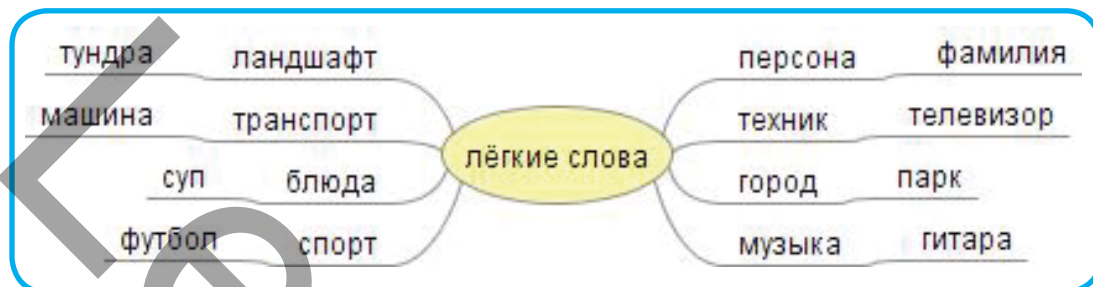 тундра ландшафт персона фамилия
машина транспорт лёгкие слова техник телевизор
суп блюда город парк
футбол спорт музыка гитара